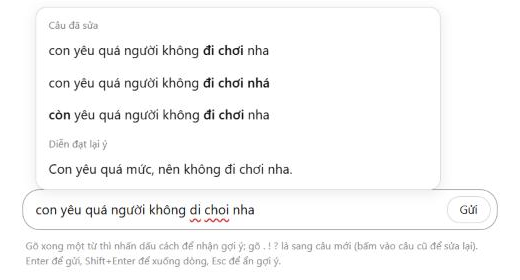 Câu đã sửa
con yêu quá người không đi chơi nha
con yêu quá người không đi chơi nhá
còn yêu quá người không đi chơi nha
Diễn đạt lại ý
Con yêu quá mức, nên không đi chơi nha.
con yêu quá người không di choi nha
Gửi
Gõ xong một từ thì nhấn dấu cách để nhận gợi ý; gõ . ! ? là sang câu mới (bấm vào câu cũ để sửa lại).
Enter để gửi, Shift+Enter để xuống dòng, Esc để ẩn gợi ý.